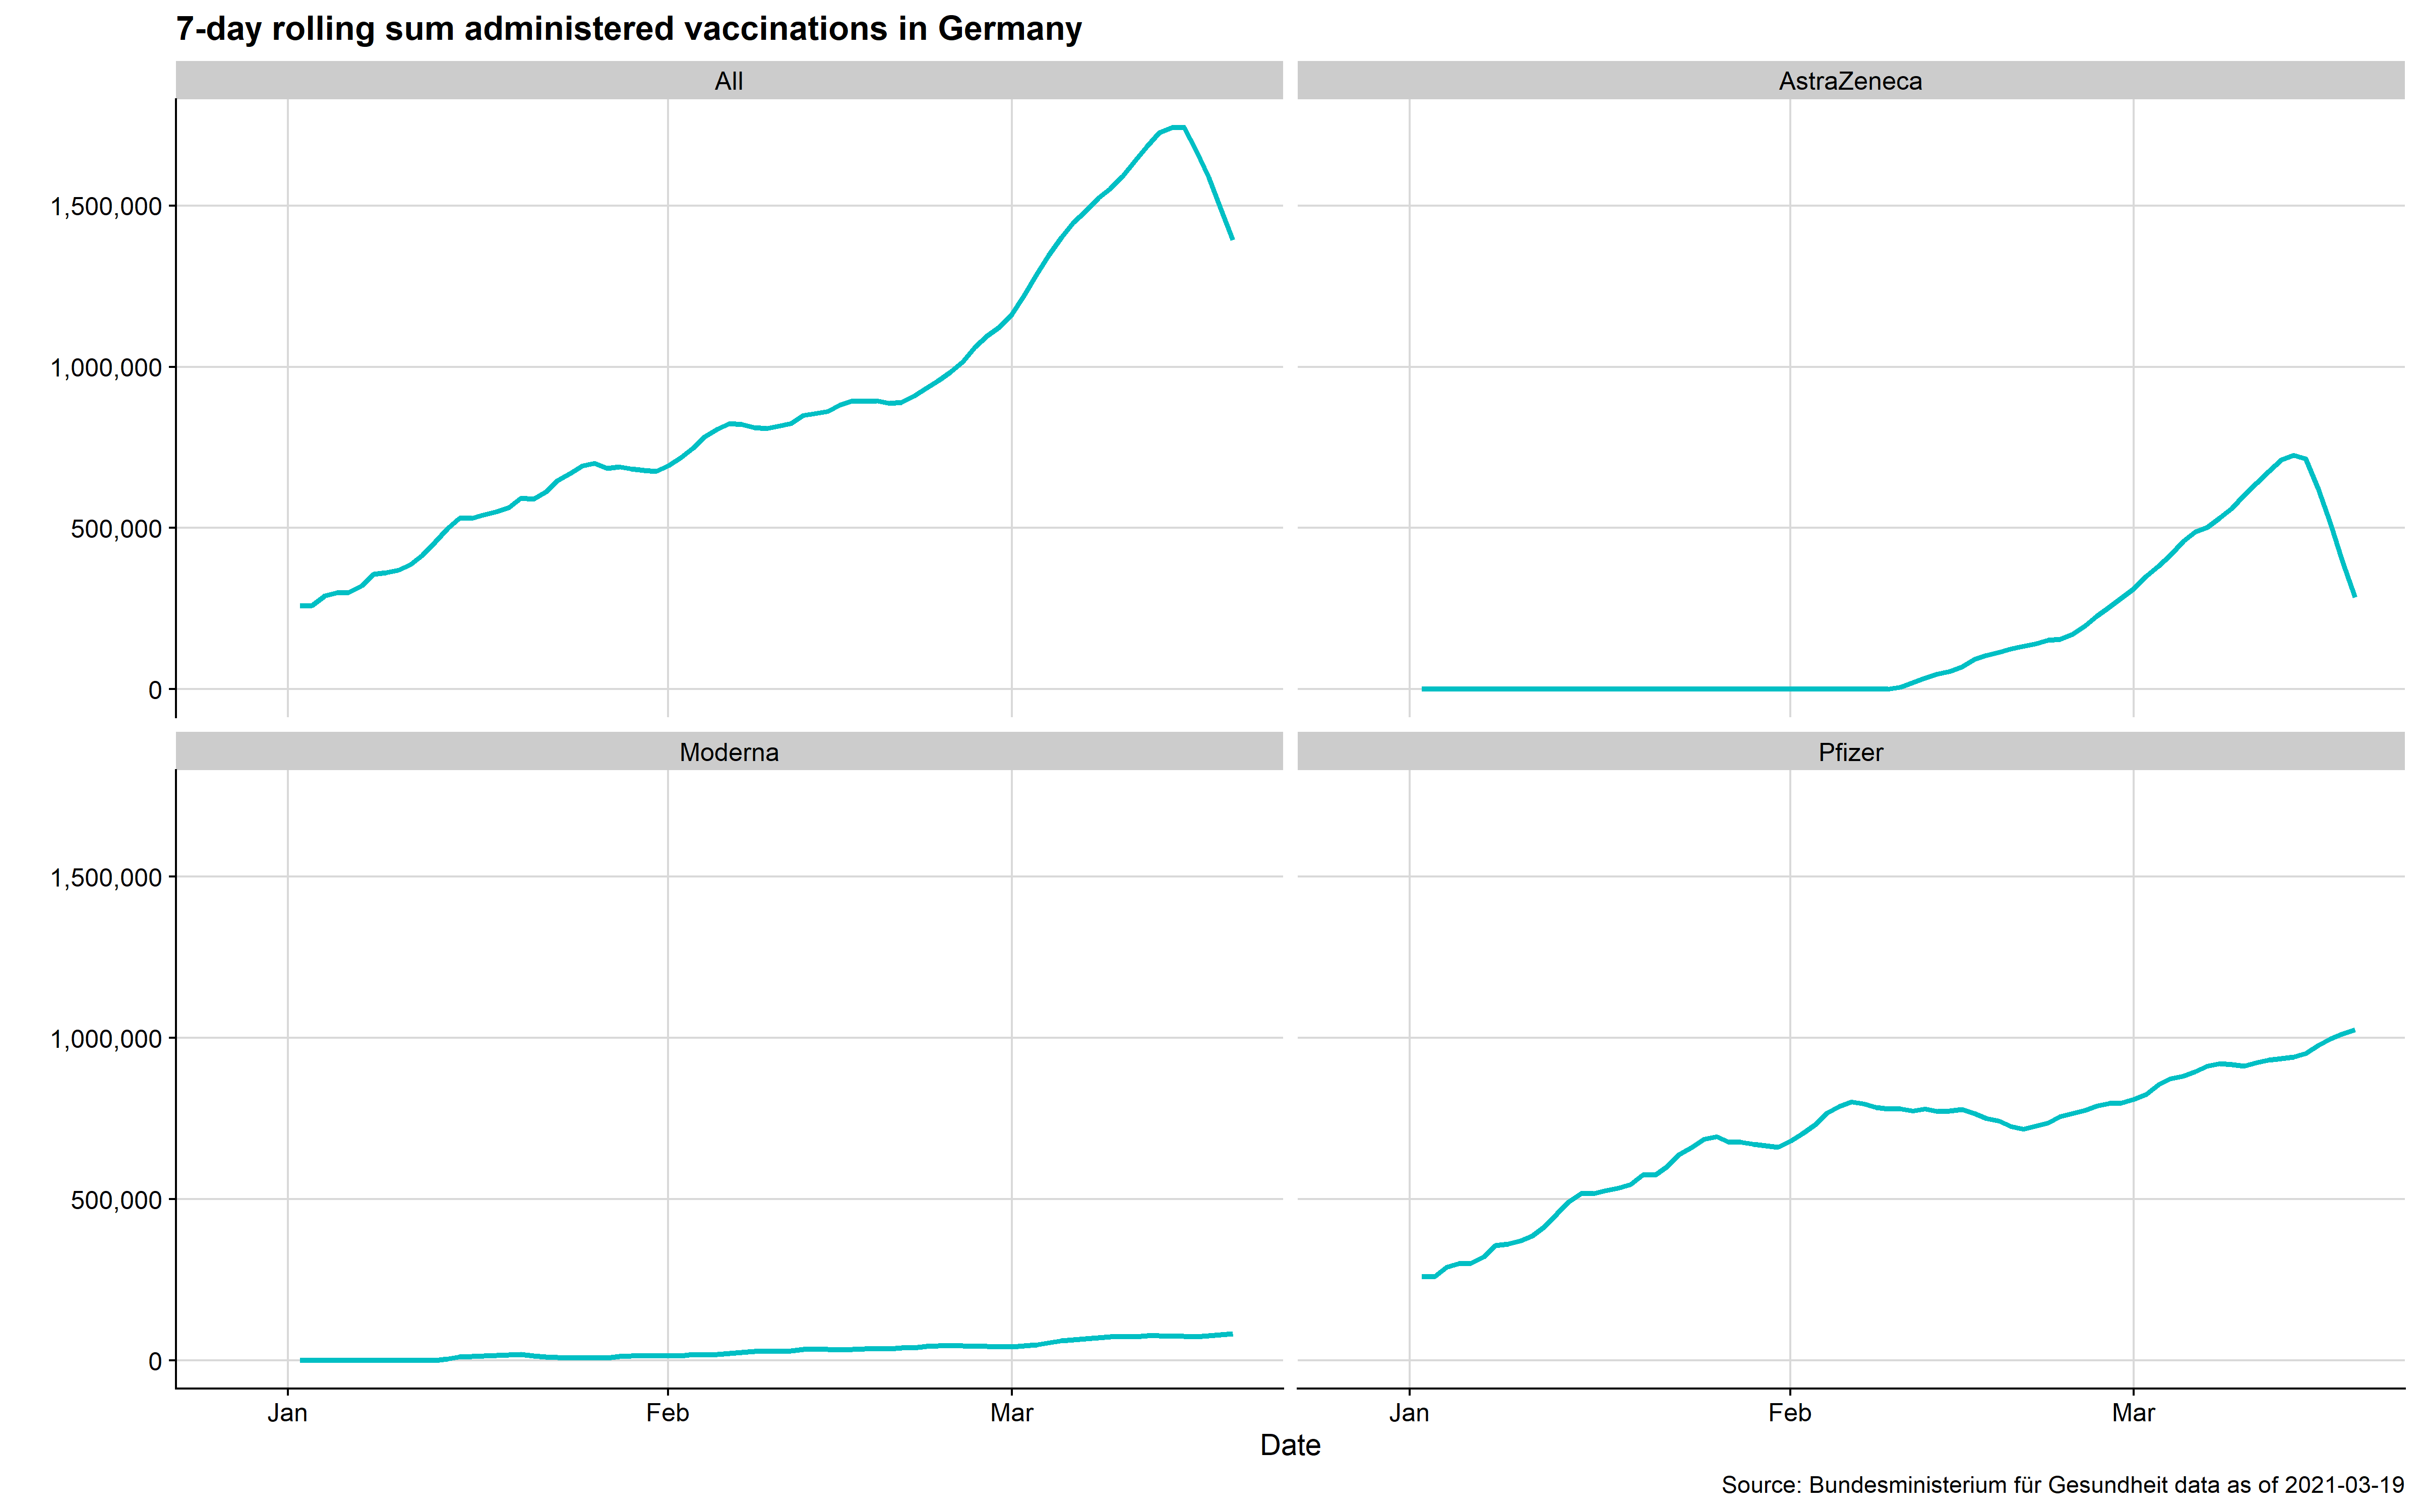 7-day rolling sum administered vaccinations in Germany
All
AstraZeneca
1,500,000
1,000,000
500,000
0
Moderna
Pfizer
1,500,000
1,000,000
500,000
0
Jan
Feb
Mar
Jan
Feb
Mar
Date
Source: Bundesministerium für Gesundheit data as of 2021-03-19